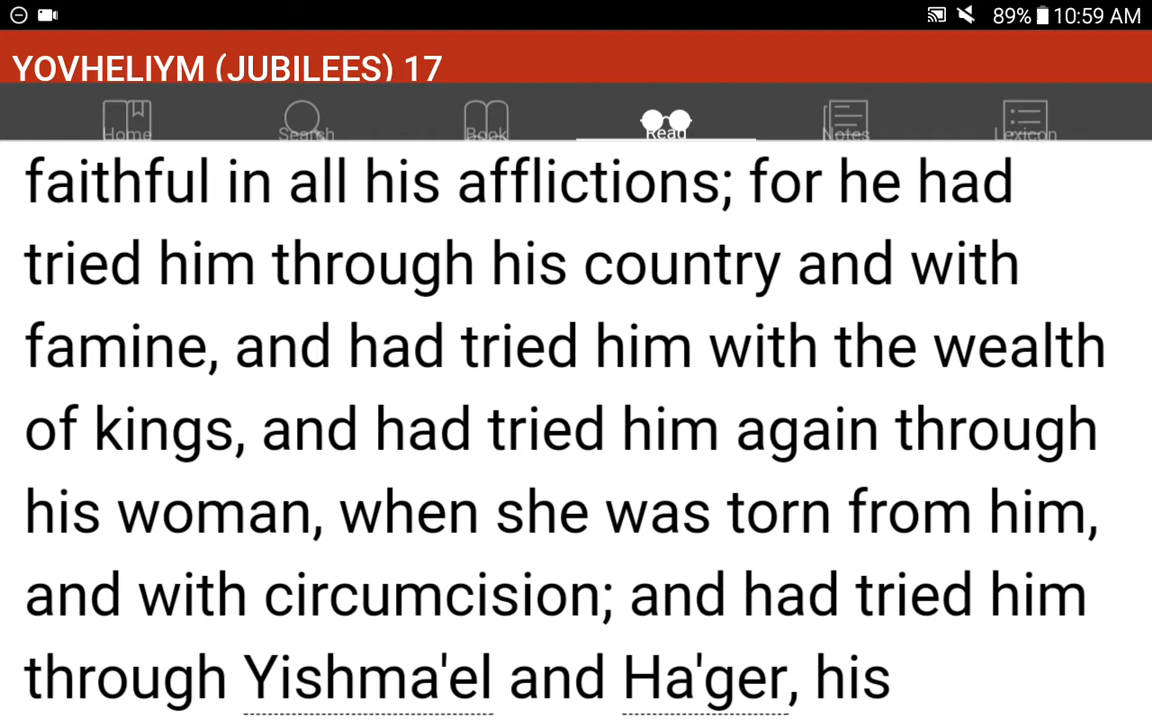 89% 10:59 AM
YOVHELIYM (JUBILEES) 17
Home Search Book Read Notes Lexicon
faithful in all his afflictions; for he had
tried him through his country and with
famine, and had tried him with the wealth
of kings, and had tried him again through
his woman, when she was torn from him,
and with circumcision; and had tried him
through Yishma'el and Ha'ger, his